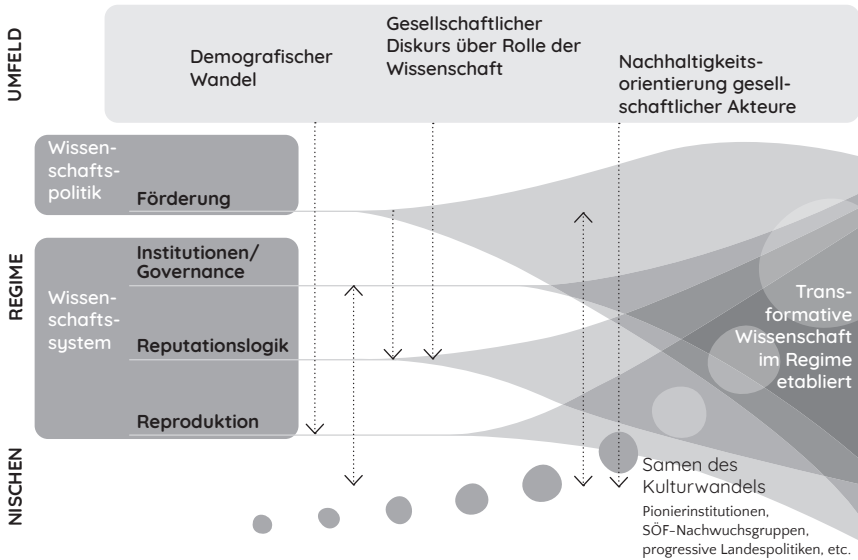 UMFELD
Demografischer
Wandel
Gesellschaftlicher
Diskurs über Rolle der
Wissenschaft
Nachhaltigkeits-
orientierung gesell-
schaftlicher Akteure
REGIME
Wissen-
schafts-
politik
Förderung
Wissen-
schafts-
system
Institutionen/
Governance
Reputationslogik
Reproduktion
Trans-
formative
Wissenschaft
im Regime
etabliert
NISCHEN
Samen des
Kulturwandels
Pionierinstitutionen,
SÖF-Nachwuchsgruppen,
progressive Landespolitiken, etc.